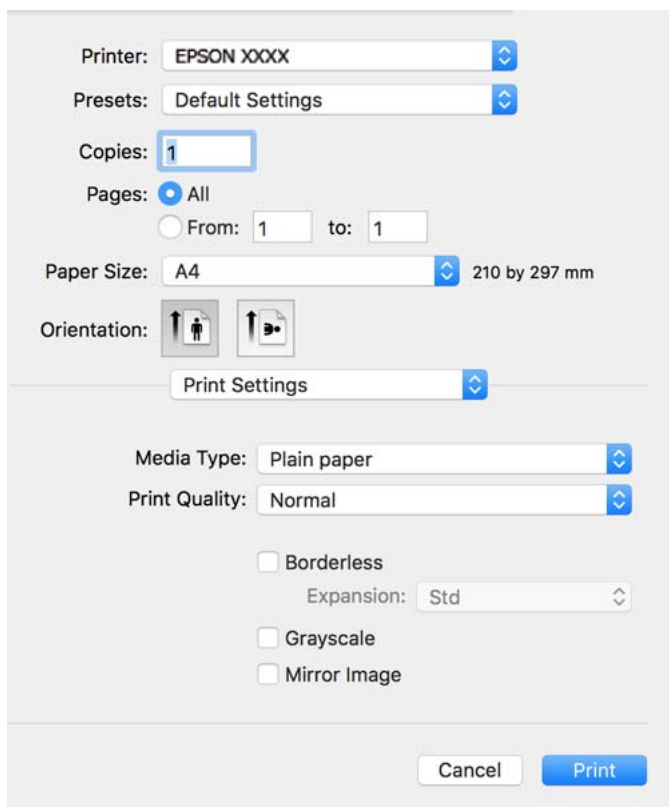 Printer: EPSON XXXX
Presets: Default Settings
Copies: 1
Pages: All
From: 1 to: 1
Paper Size: A4 210 by 297 mm
Orientation:
Print Settings
Media Type: Plain paper
Print Quality: Normal
Borderless
Expansion: Std
Grayscale
Mirror Image
Cancel Print